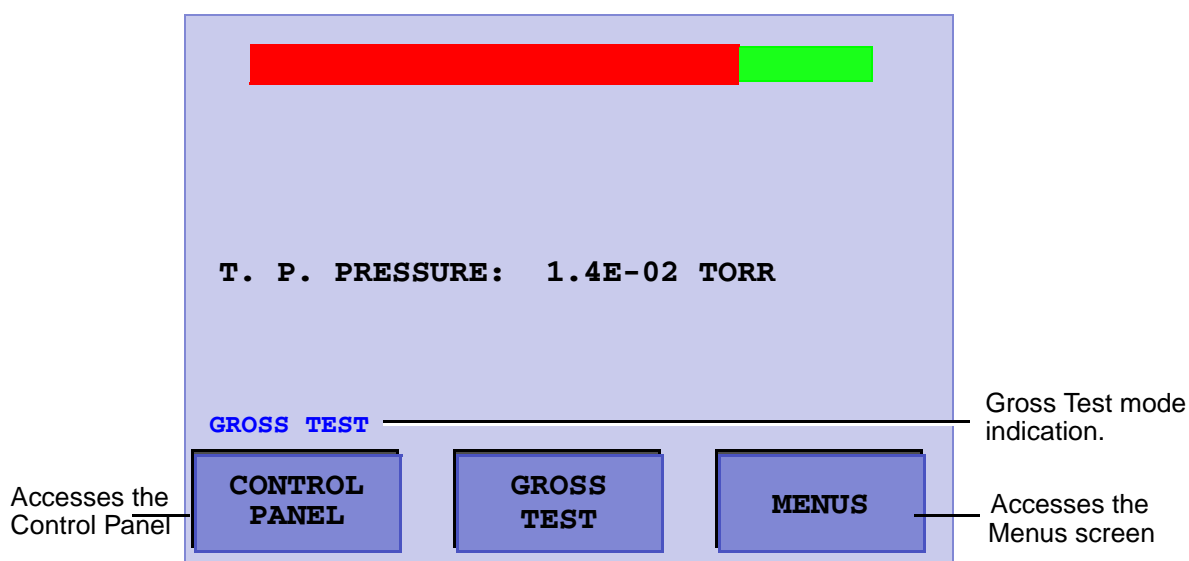 T. P. PRESSURE: 1.4E-02 TORR
GROSS TEST
Gross Test mode
indication.
Accesses the
Control Panel
CONTROL
PANEL
GROSS
TEST
MENUS
Accesses the
Menus screen